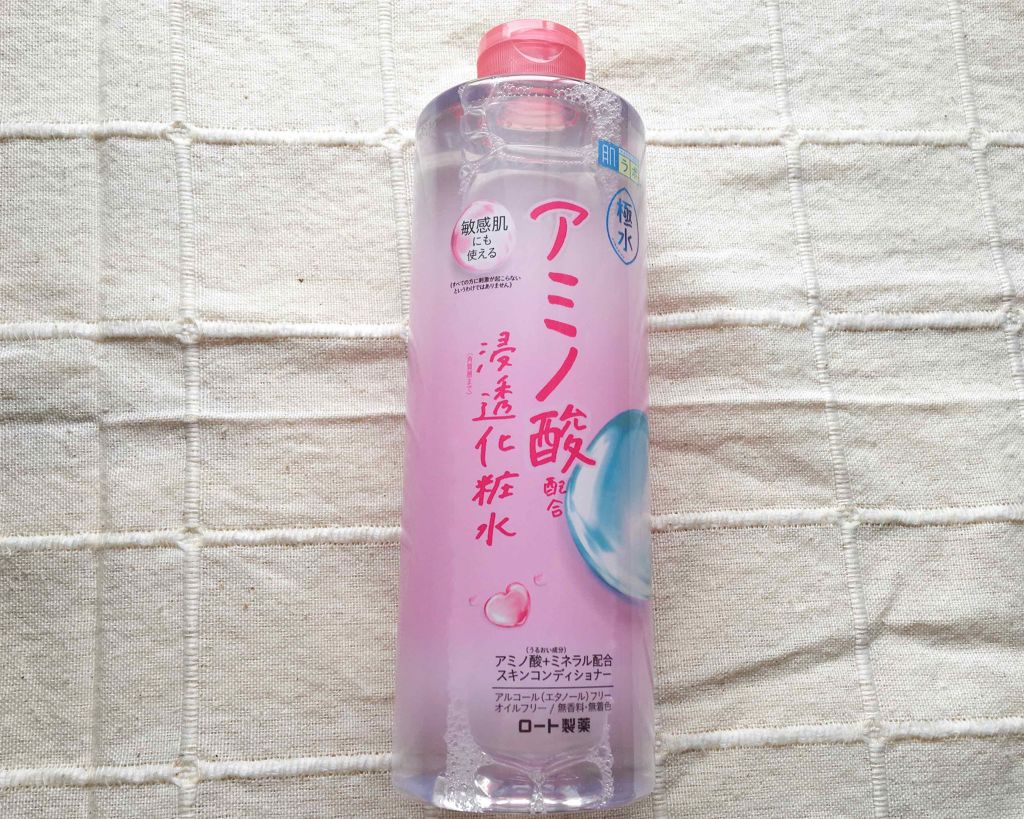 肌ラボ
極水
敏感肌
にも
使える
(すべての方に刺激が起こらない
というわけではありません)
アミノ酸
配合
浸透化粧水
(角質層まで)
(うるおい成分)
アミノ酸+ミネラル配合
スキンコンディショナー
アルコール(エタノール)フリー
オイルフリー / 無香料・無着色
ロート製薬